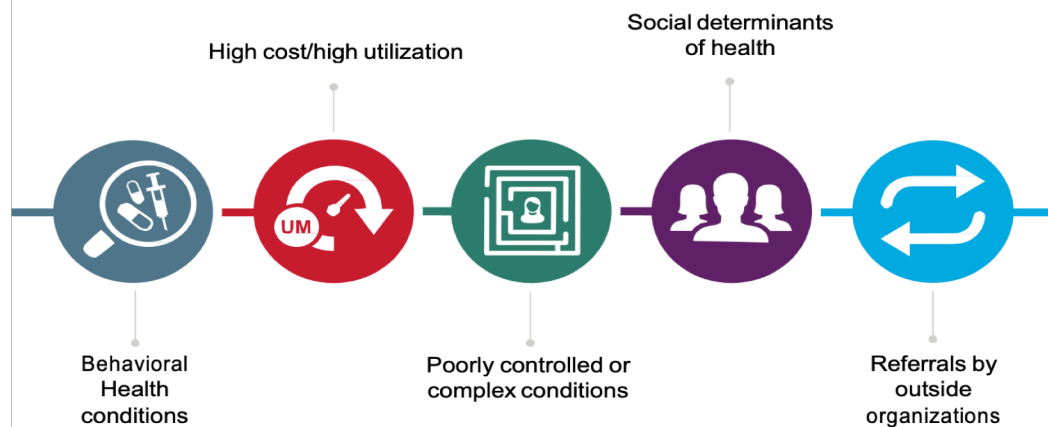 High cost/high utilization
Social determinants
of health
UM
Behavioral
Health
conditions
Poorly controlled or
complex conditions
Referrals by
outside
organizations